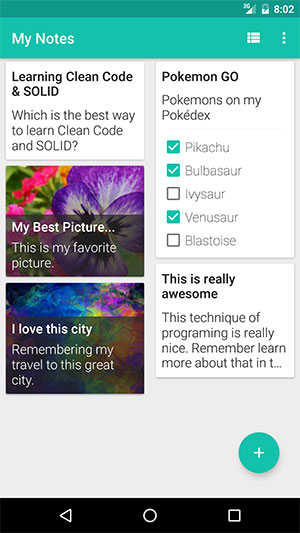 3G 8:02
My Notes
Learning Clean Code
& SOLID
Which is the best way
to learn Clean Code
and SOLID?
My Best Picture...
This is my favorite
picture.
I love this city
Remembering my
travel to this great
city.
Pokemon GO
Pokemons on my
Pokédex
Pikachu
Bulbasaur
Ivysaur
Venusaur
Blastoise
This is really
awesome
This technique of
programing is really
nice. Remember learn
more about that in t...